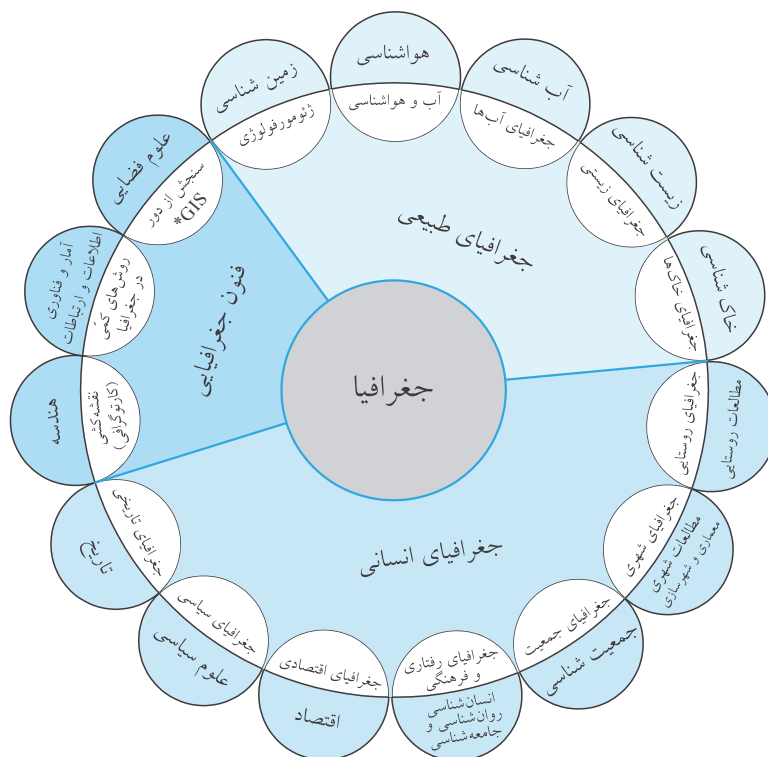 جغرافیا
جغرافیای طبیعی
زمین شناسی
ژئومورفولوژی
هواشناسی
آب و هواشناسی
آب شناسی
جغرافیای آب‌ها
زیست شناسی
جغرافیای زیستی
خاک شناسی
جغرافیای خاک‌ها
جغرافیای انسانی
مطالعات روستایی
جغرافیای روستایی
مطالعات شهری
معماری و شهرسازی
جغرافیای شهری
جمعیت شناسی
جغرافیای جمعیت
جغرافیای رفتاری
و فرهنگی
انسان‌شناسی
روان‌شناسی و
جامعه‌شناسی
جغرافیای اقتصادی
اقتصاد
جغرافیای سیاسی
علوم سیاسی
جغرافیای تاریخی
تاریخ
فنون جغرافیایی
هندسه
نقشه‌کشی
(کارتوگرافی)
آمار و فناوری
اطلاعات و ارتباطات
روش‌های کمّی
در جغرافیا
علوم فضایی
سنجش از دور
GIS*